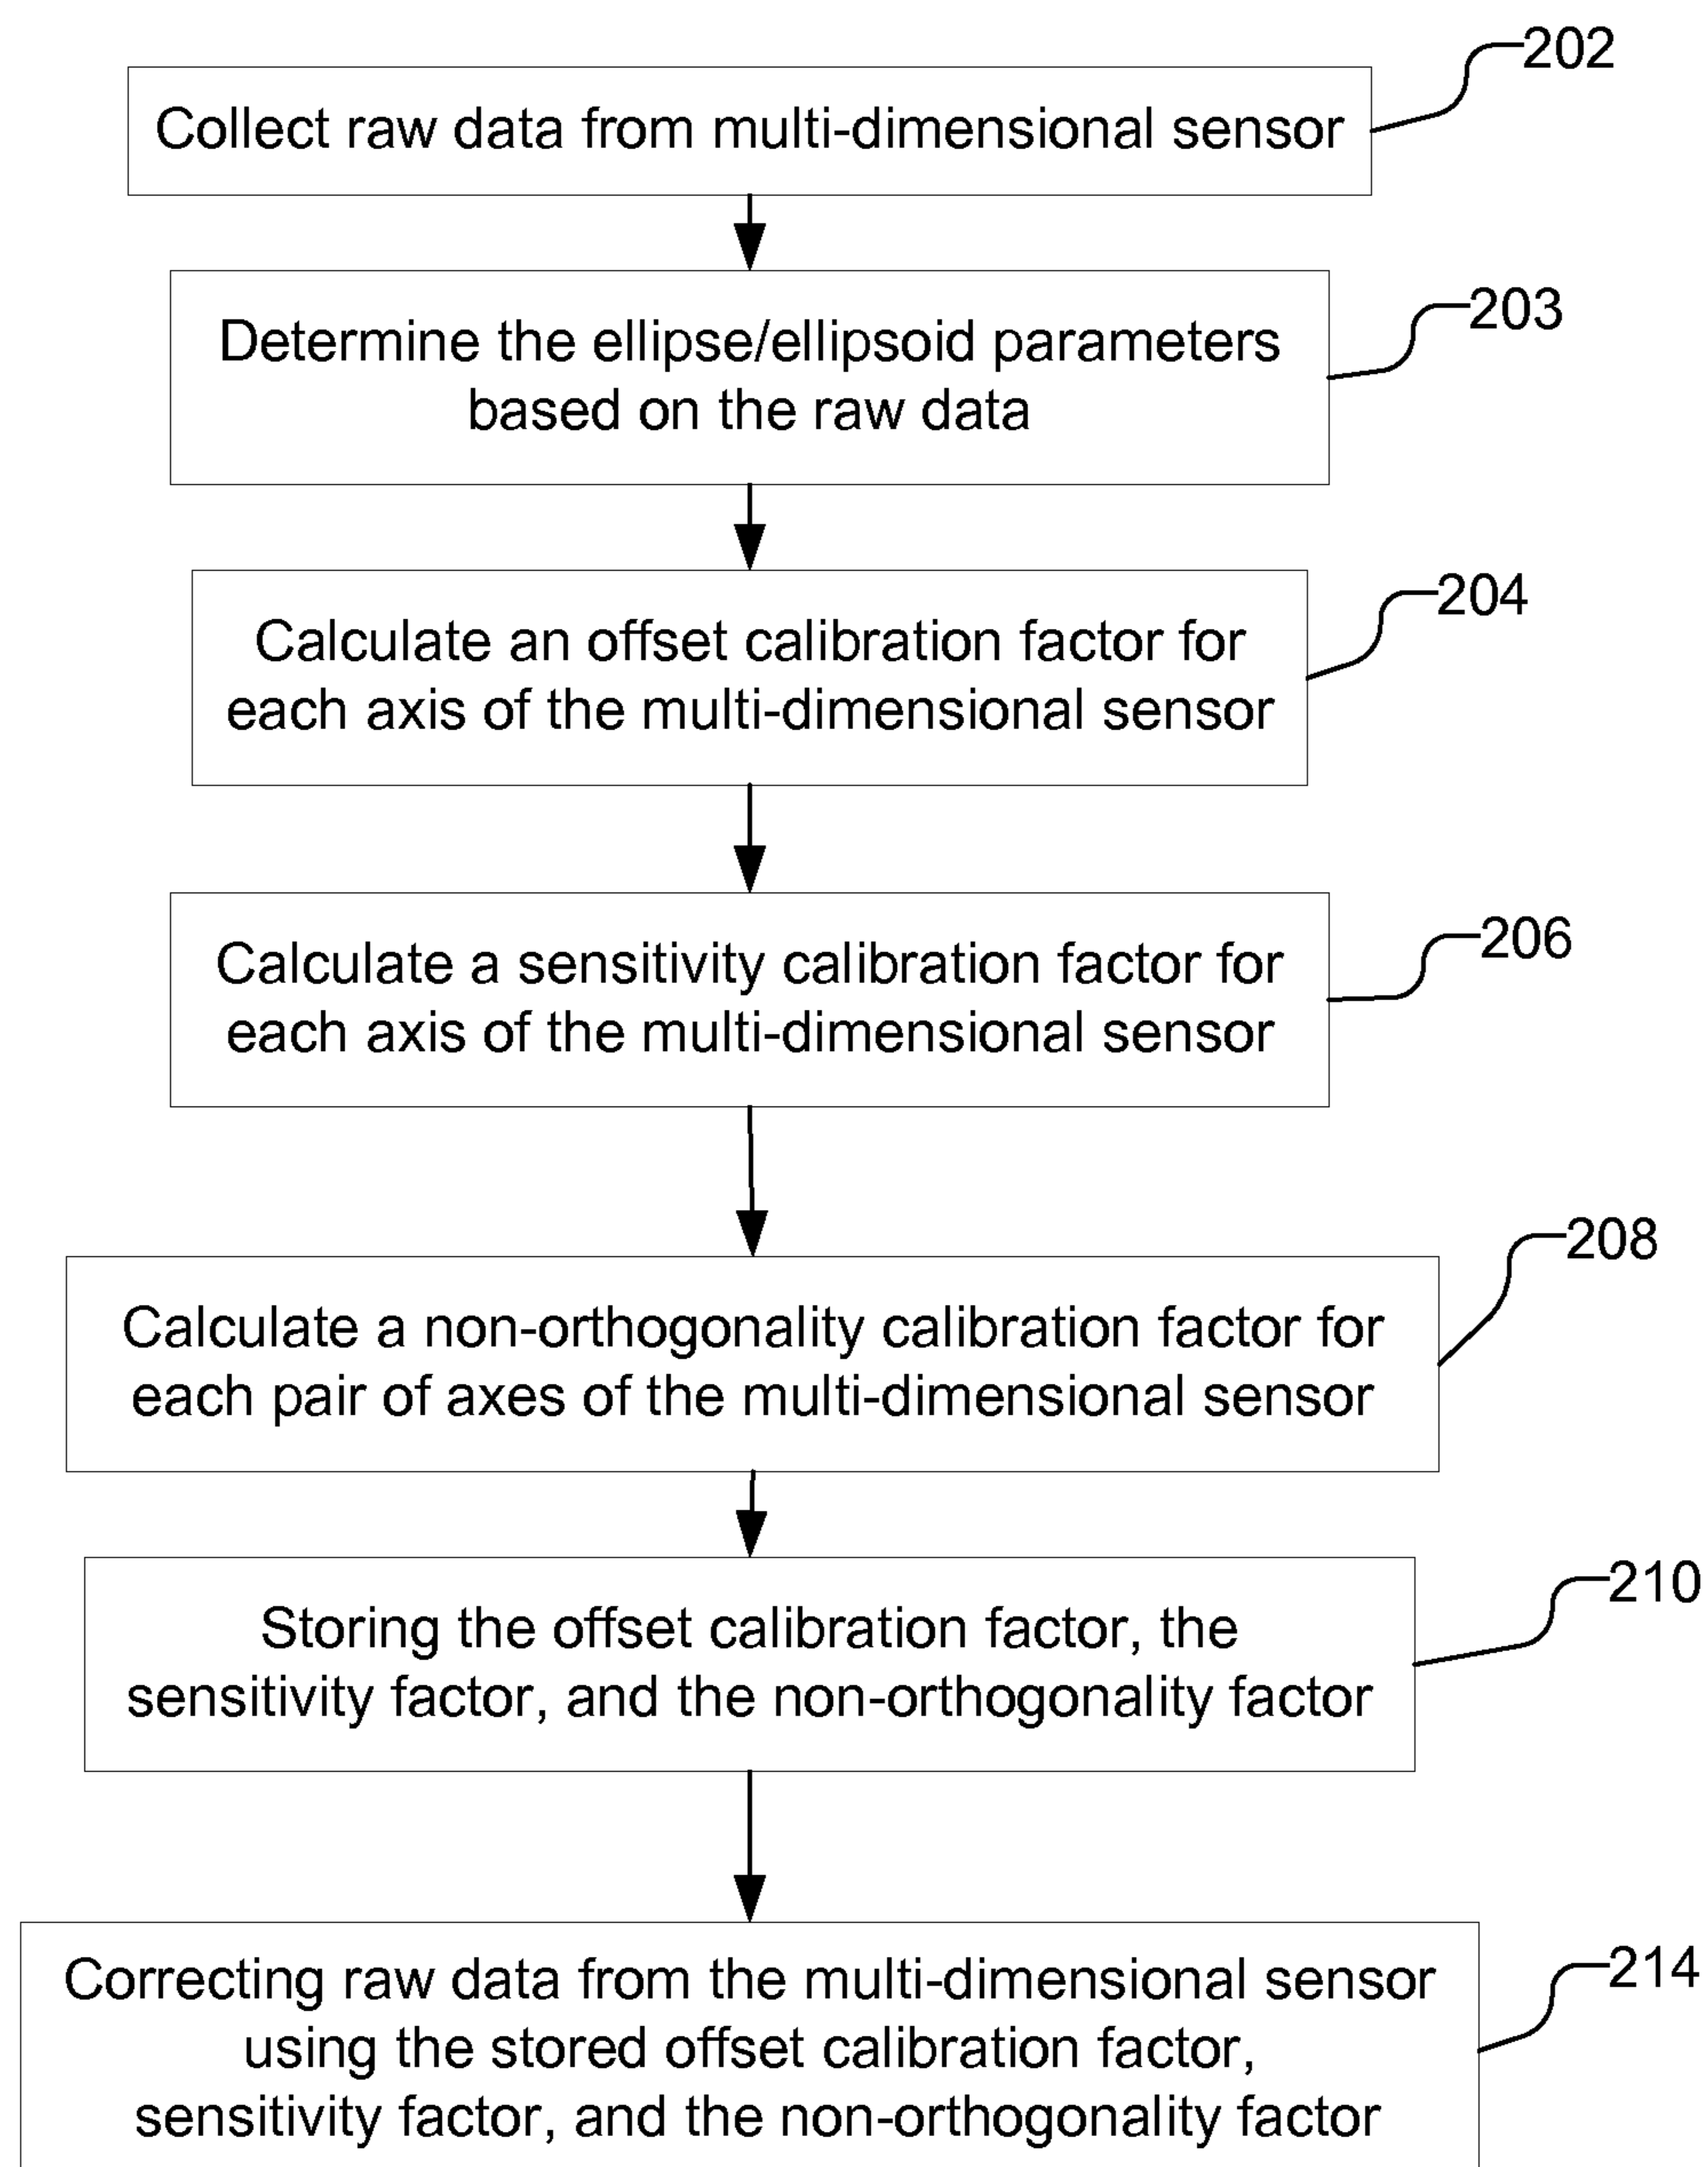 202
Collect raw data from multi-dimensional sensor
203
Determine the ellipse/ellipsoid parameters
based on the raw data
204
Calculate an offset calibration factor for
each axis of the multi-dimensional sensor
206
Calculate a sensitivity calibration factor for
each axis of the multi-dimensional sensor
208
Calculate a non-orthogonality calibration factor for
each pair of axes of the multi-dimensional sensor
210
Storing the offset calibration factor, the
sensitivity factor, and the non-orthogonality factor
214
Correcting raw data from the multi-dimensional sensor
using the stored offset calibration factor,
sensitivity factor, and the non-orthogonality factor